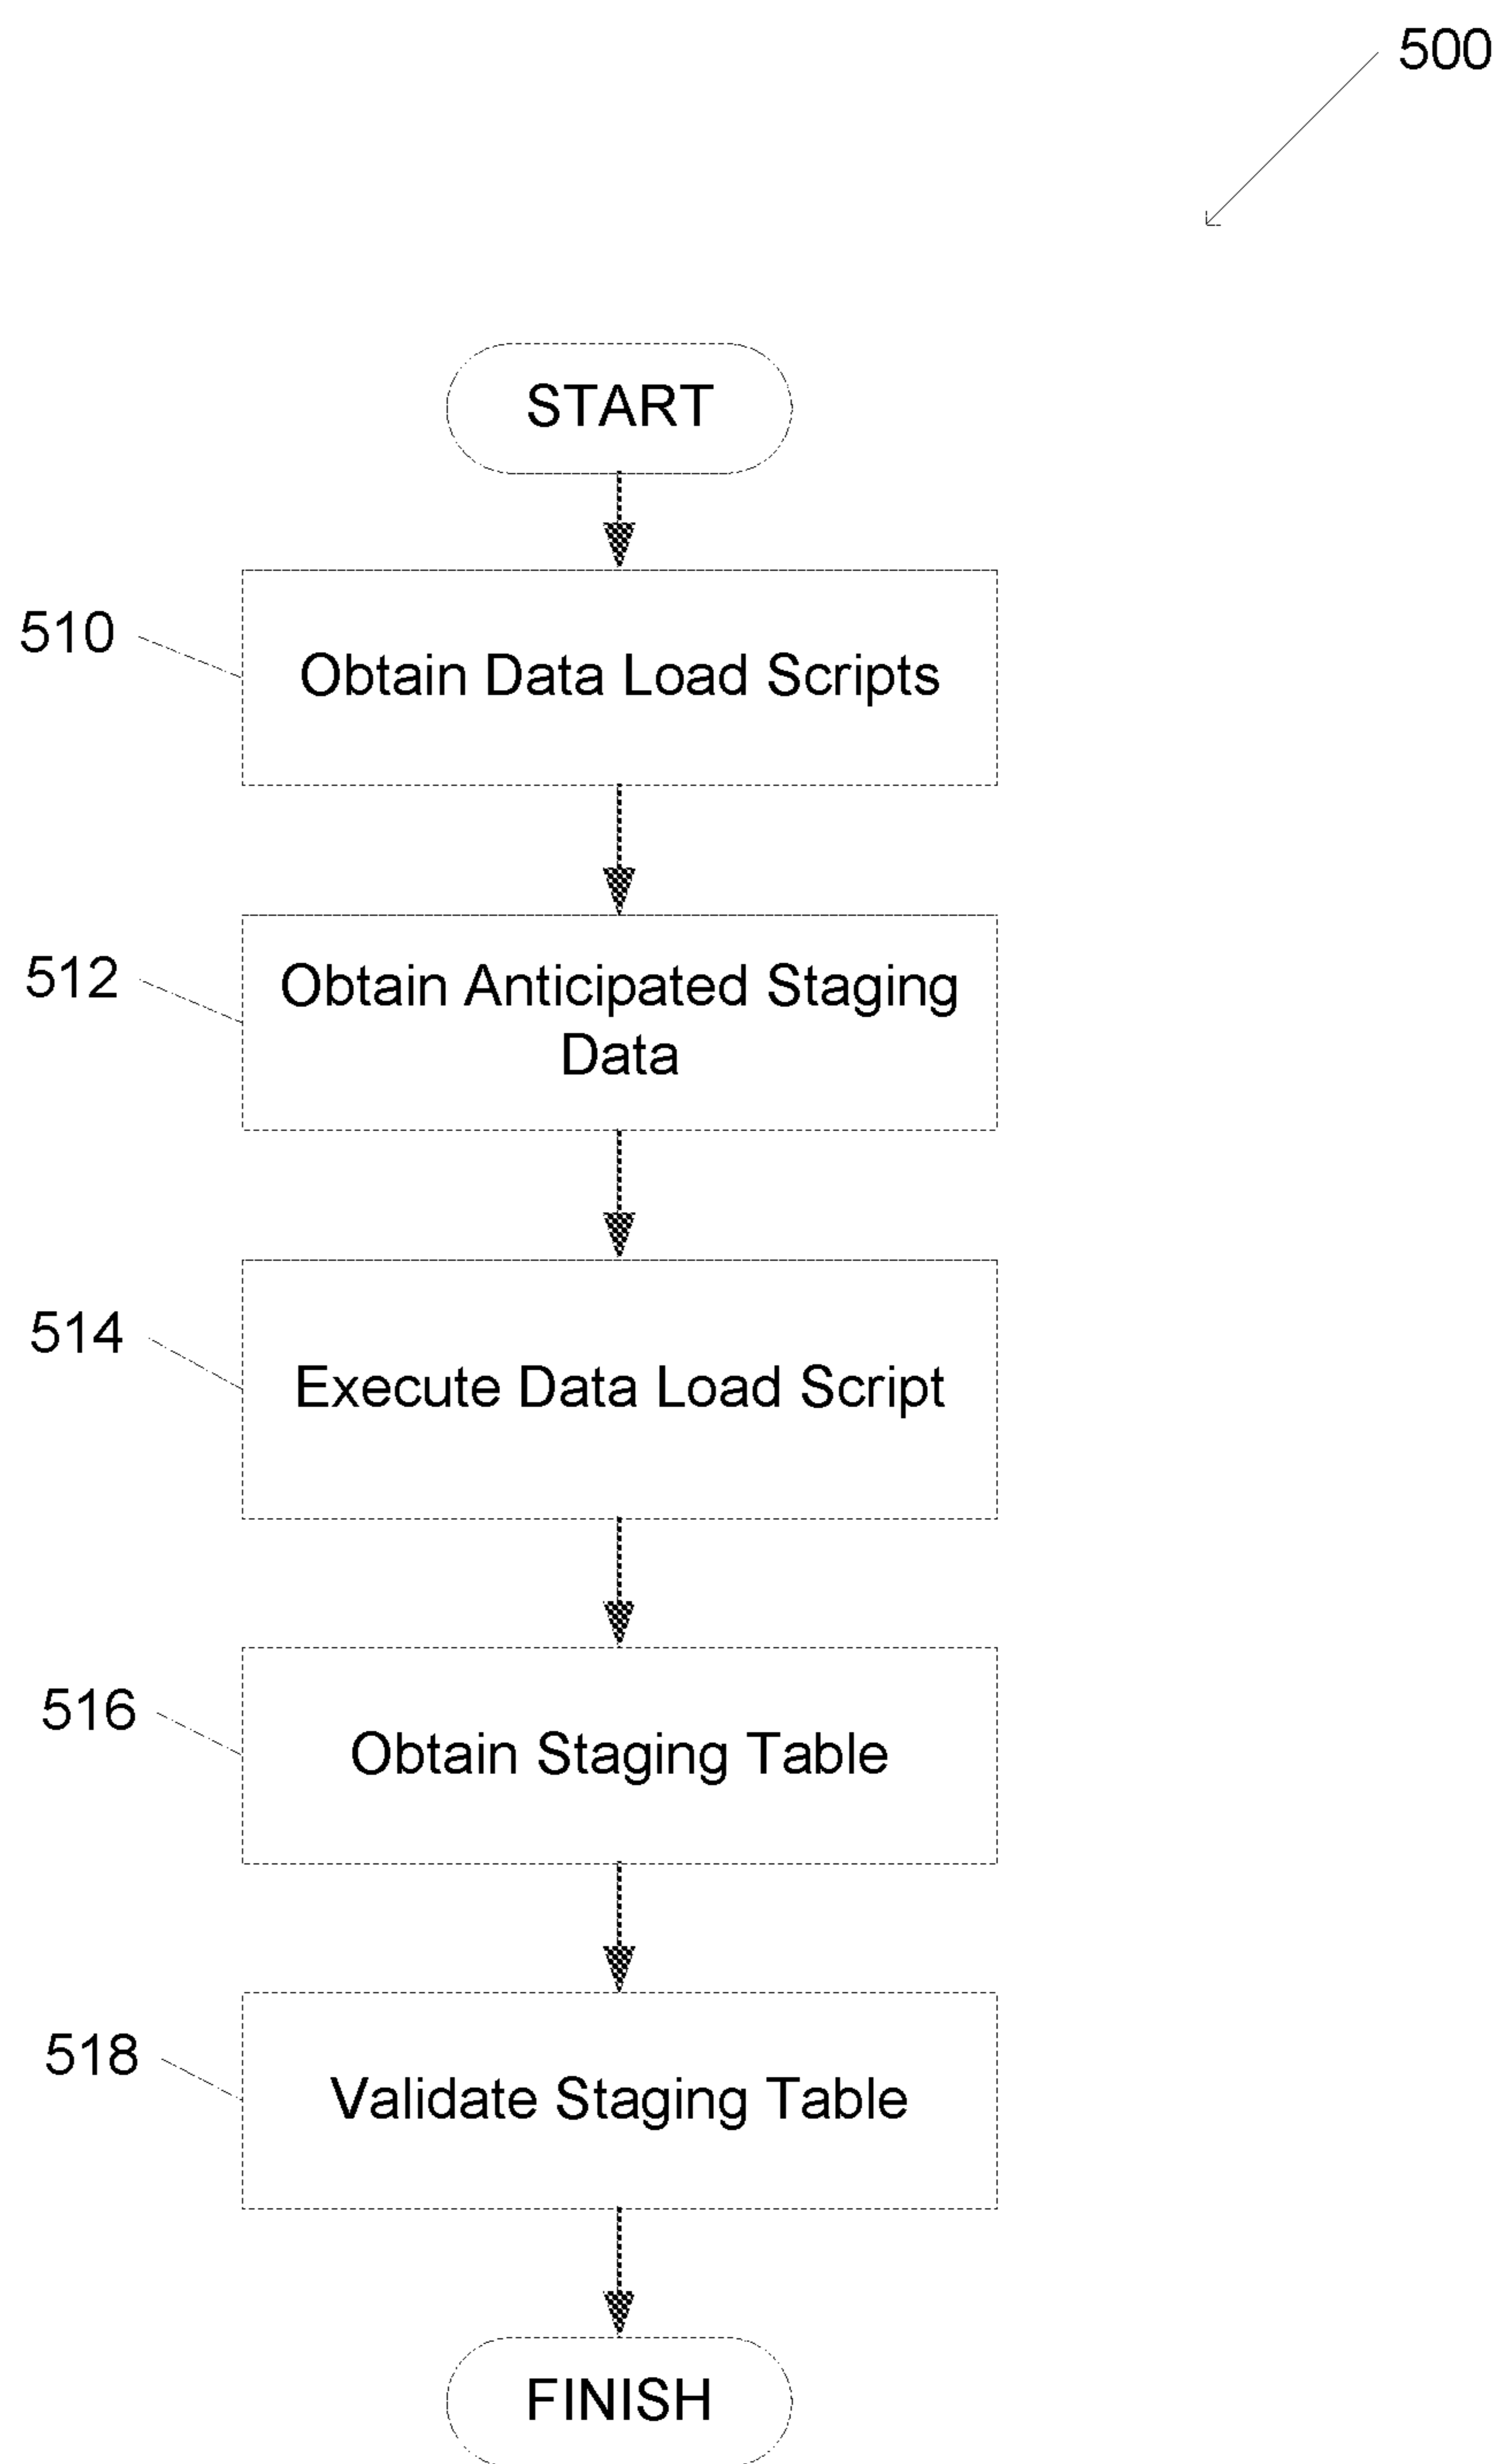 500
START
510
Obtain Data Load Scripts
512
Obtain Anticipated Staging
Data
514
Execute Data Load Script
516
Obtain Staging Table
518
Validate Staging Table
FINISH